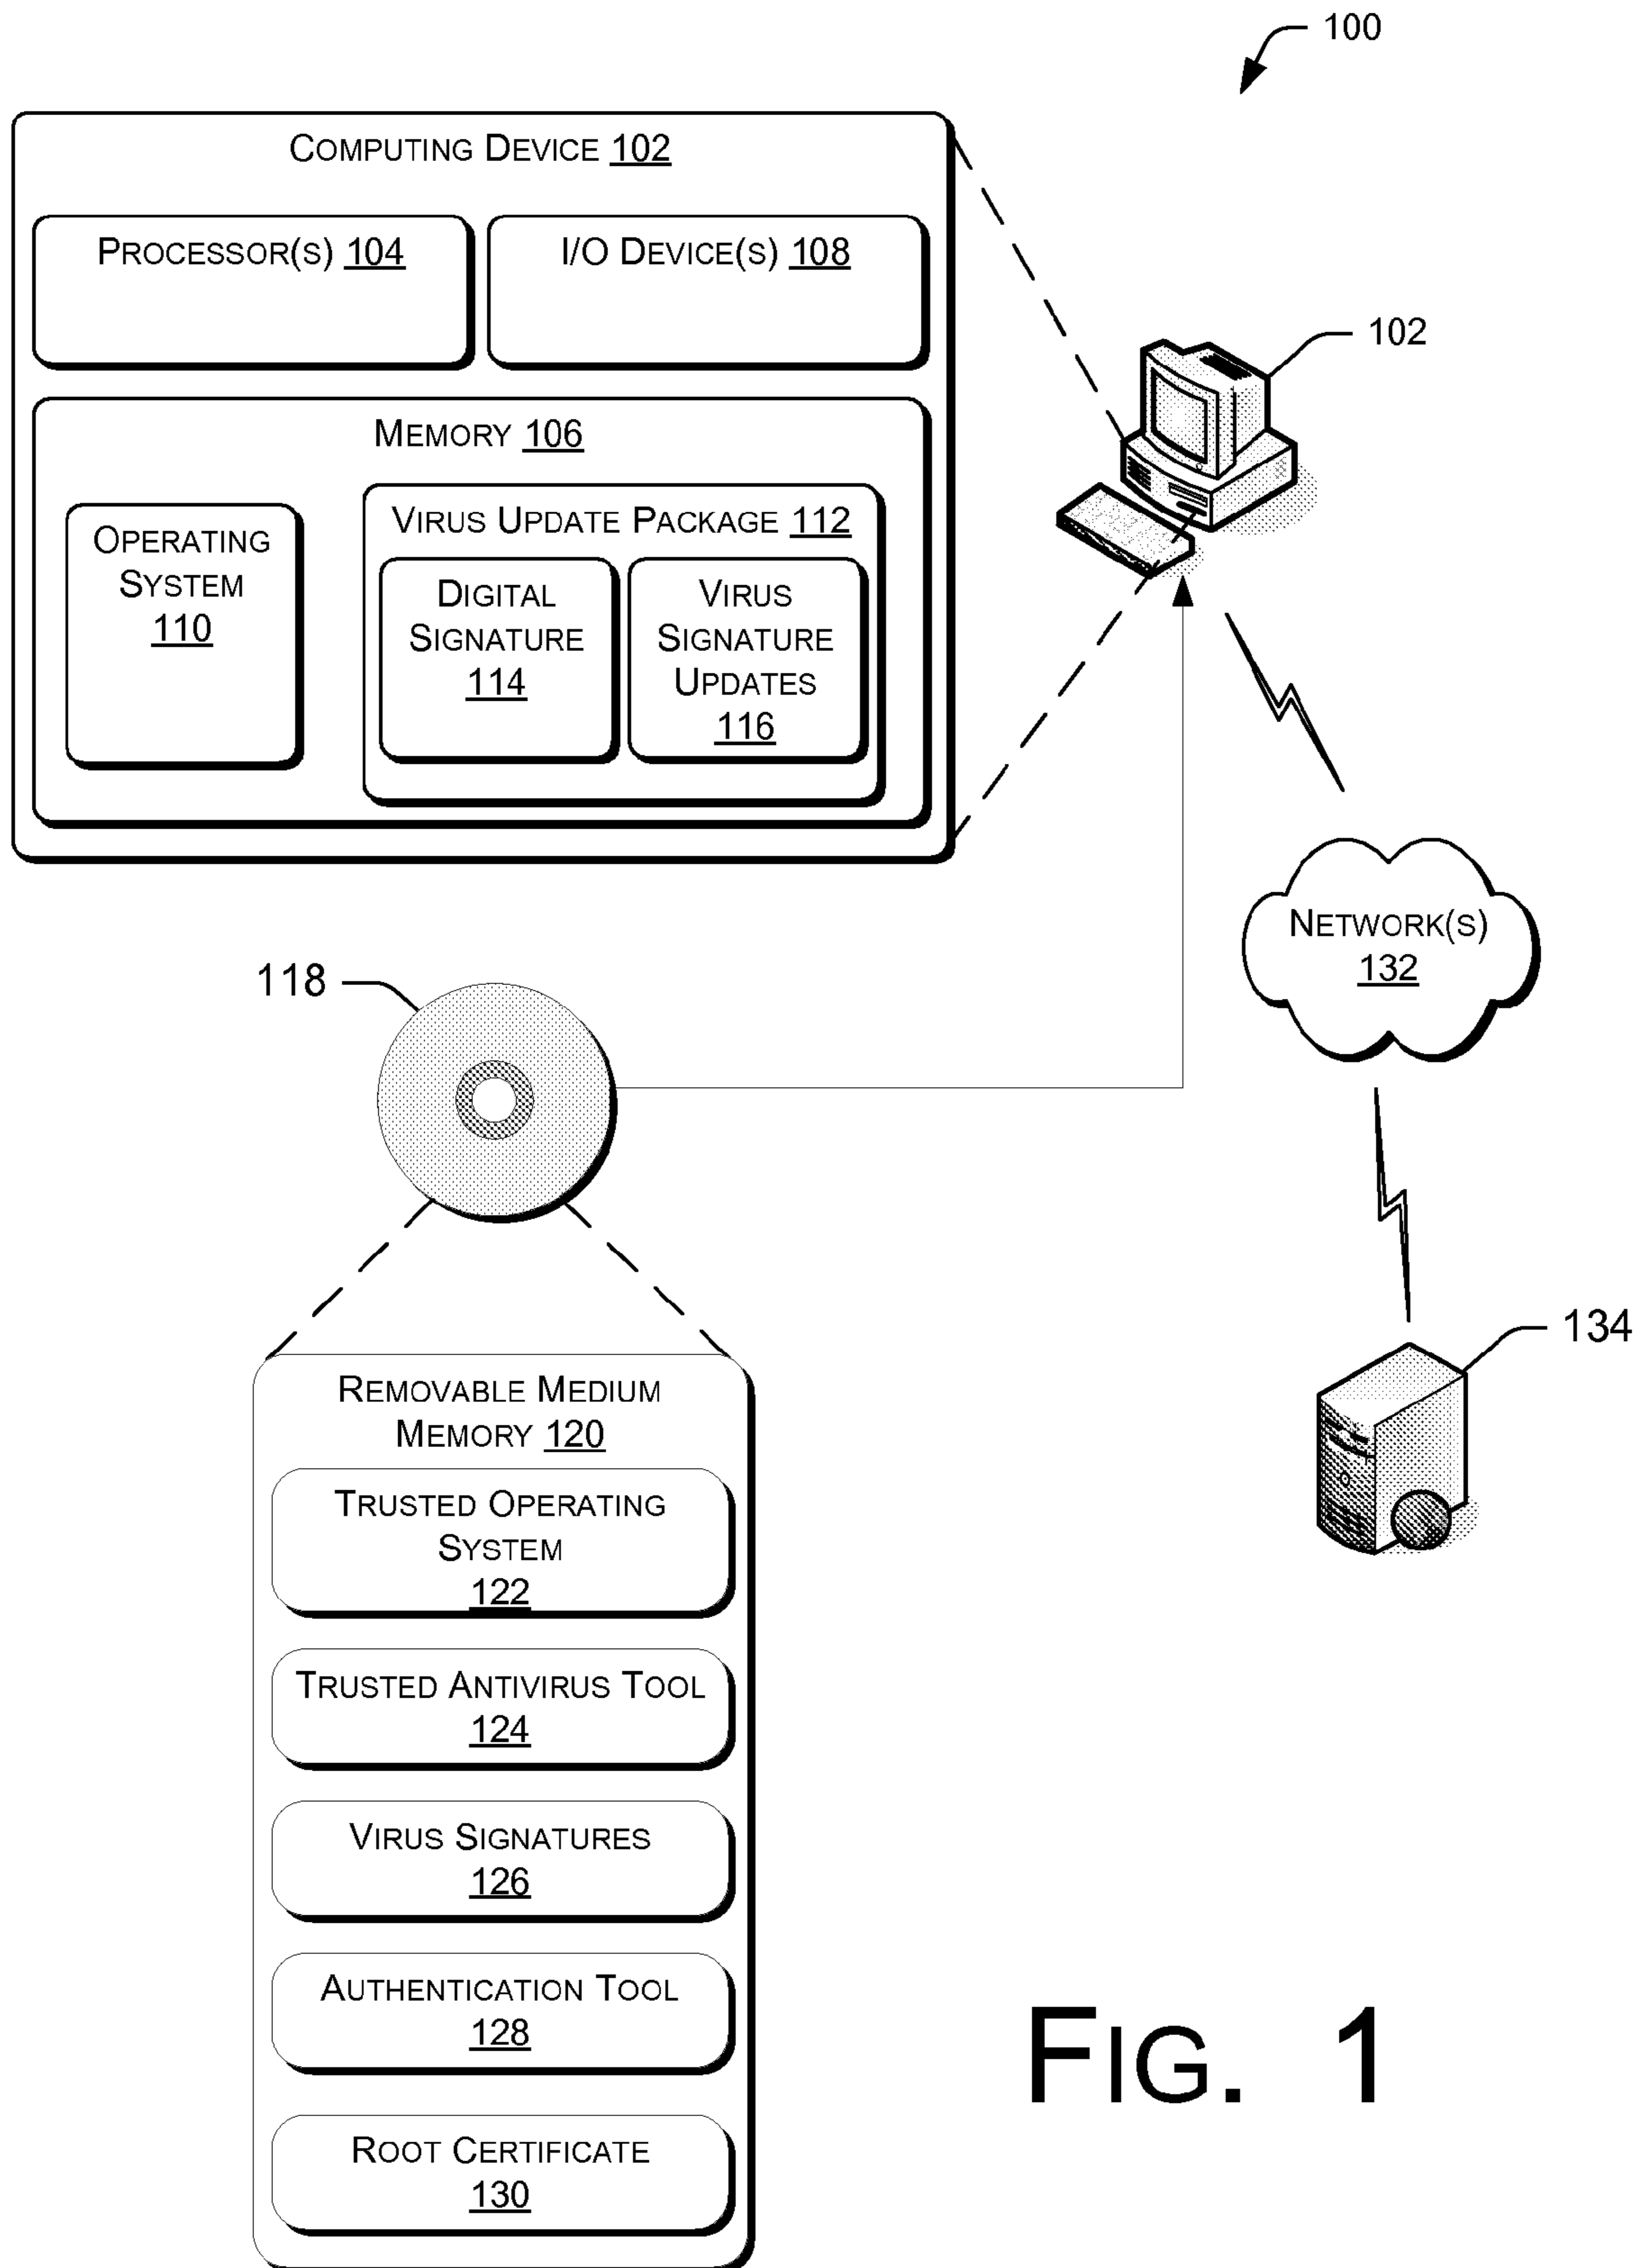 100
COMPUTING DEVICE 102
PROCESSOR(S) 104
I/O DEVICE(S) 108
102
MEMORY 106
OPERATING
SYSTEM
110
VIRUS UPDATE PACKAGE 112
DIGITAL
SIGNATURE
114
VIRUS
SIGNATURE
UPDATES
116
NETWORK(S)
132
118
134
REMOVABLE MEDIUM
MEMORY 120
TRUSTED OPERATING
SYSTEM
122
TRUSTED ANTIVIRUS TOOL
124
VIRUS SIGNATURES
126
AUTHENTICATION TOOL
128
ROOT CERTIFICATE
130
FIG. 1